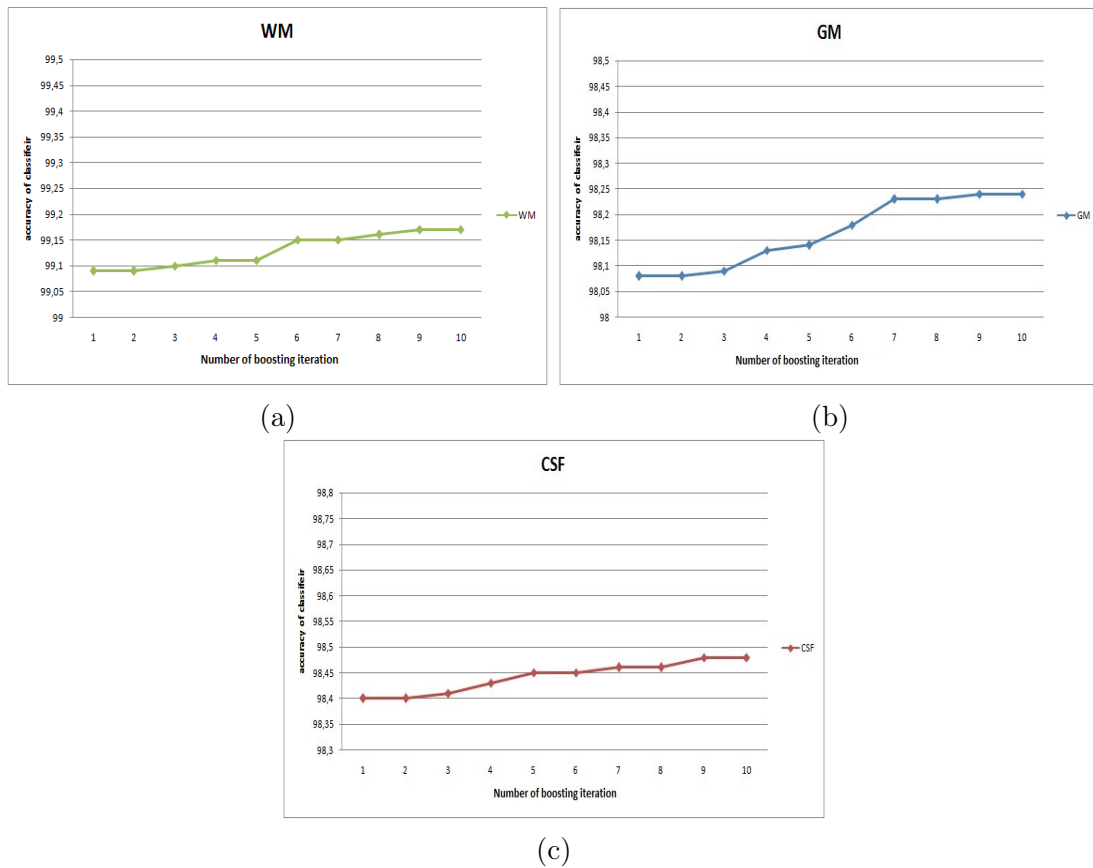 WM
99,5
99,45
99,4
99,35
99,3
99,25
99,2
99,15
99,1
99,05
99
accuracy of classifeir
1 2 3 4 5 6 7 8 9 10
Number of boosting iteration
WM
(a)
GM
98,5
98,45
98,4
98,35
98,3
98,25
98,2
98,15
98,1
98,05
98
accuracy of classifeir
1 2 3 4 5 6 7 8 9 10
Number of boosting iteration
GM
(b)
CSF
98,8
98,75
98,7
98,65
98,6
98,55
98,5
98,45
98,4
98,35
98,3
accuracy of classifeir
1 2 3 4 5 6 7 8 9 10
Number of boosting iteration
CSF
(c)